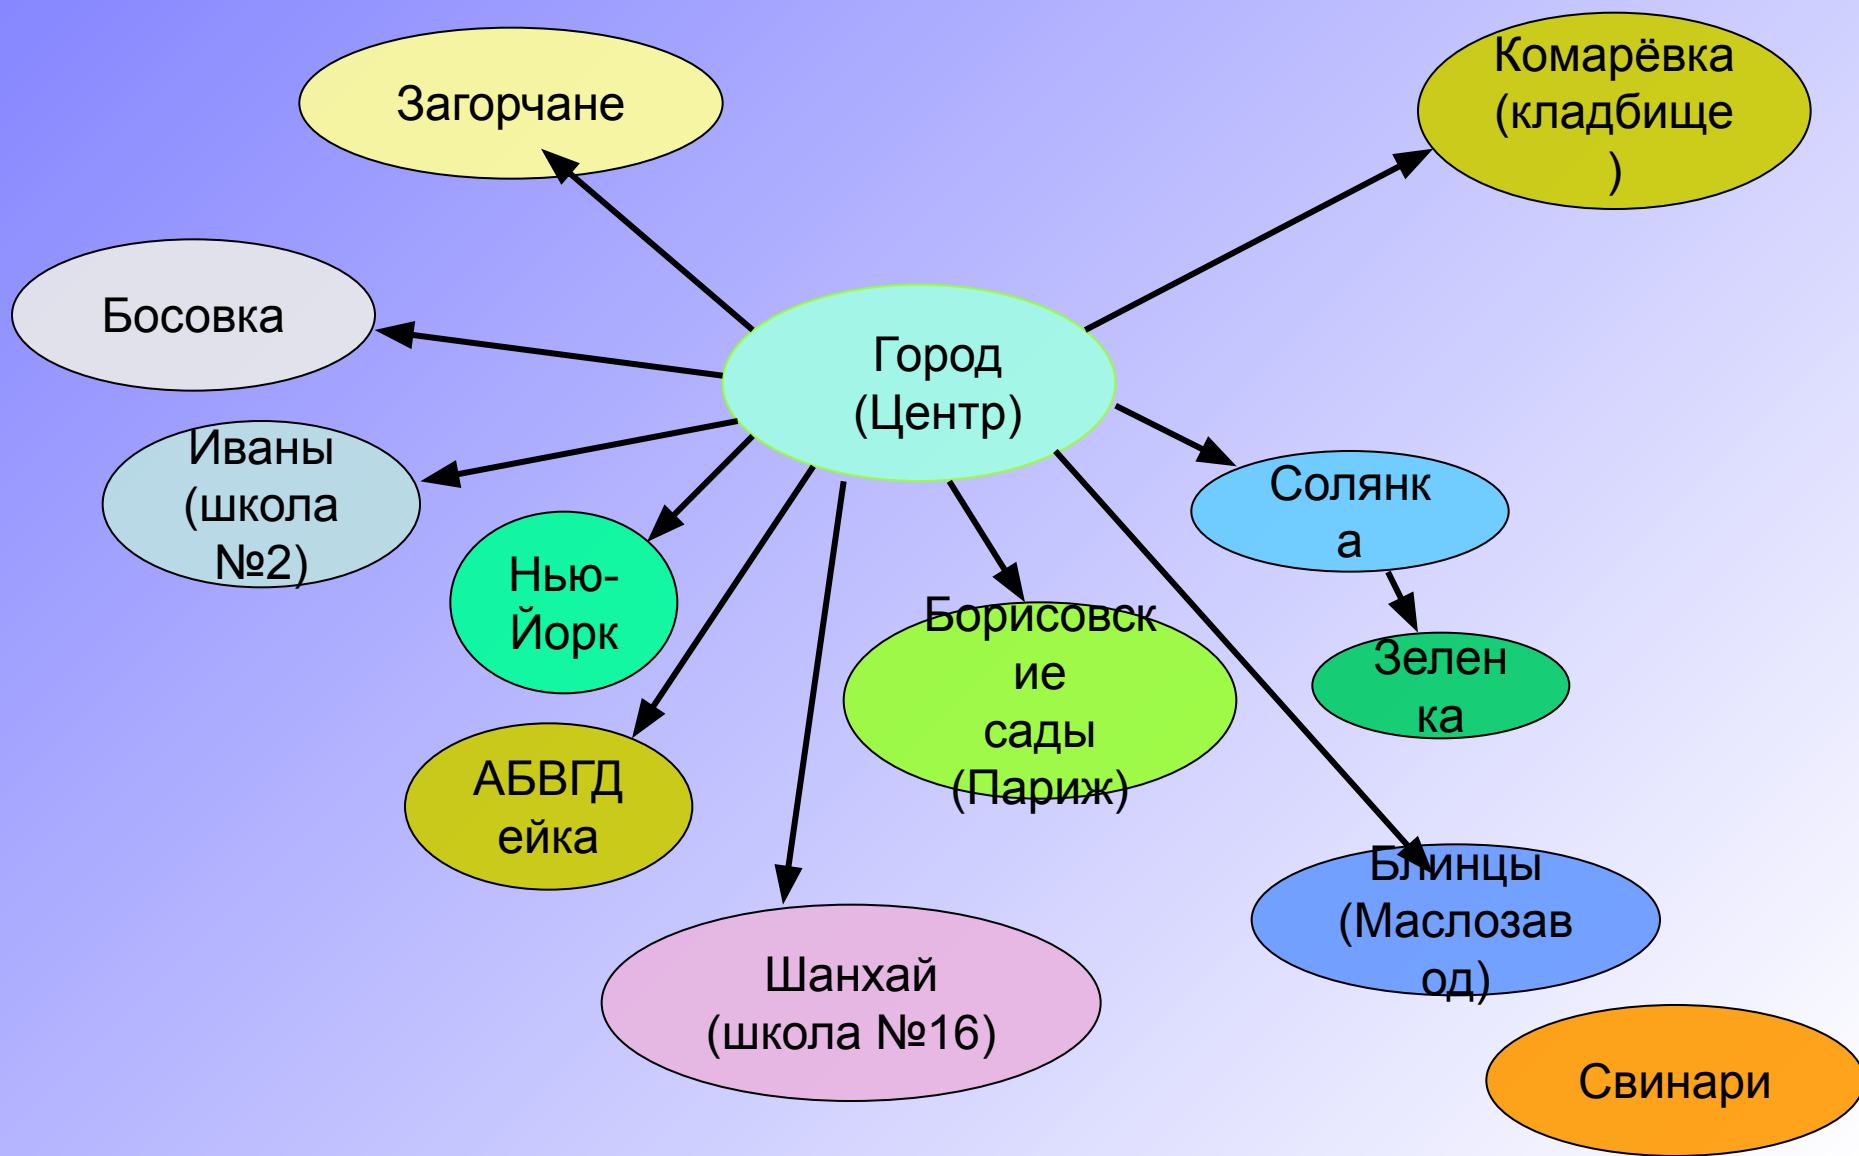 Загорчане
Комарёвка
(кладбище
)
Босовка
Город
(Центр)
Иваны
(школа
№2)
Солянк
а
Нью-
Йорк
Борисовск
ие
сады
(Париж)
Зелен
ка
АБВГД
ейка
Блинцы
(Маслозав
од)
Шанхай
(школа №16)
Свинари